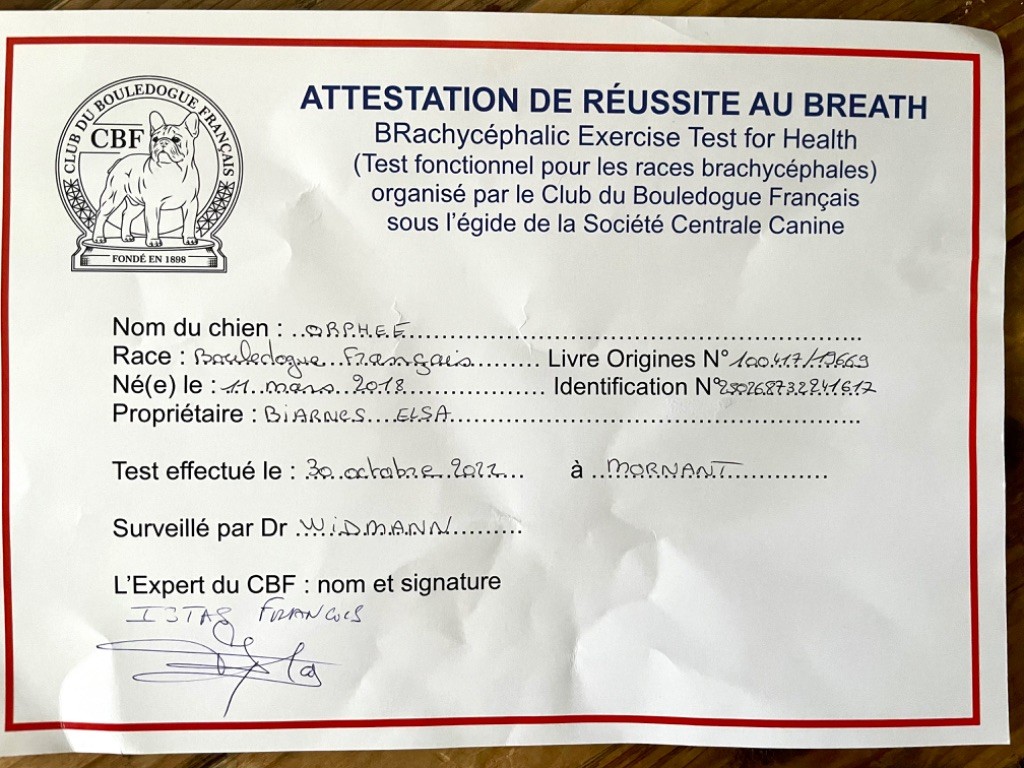 CLUB DU BOULEDOGUE FRANÇAIS
CBF
FONDÉ EN 1898
ATTESTATION DE RÉUSSITE AU BREATH
BRachycéphalic Exercise Test for Health
(Test fonctionnel pour les races brachycéphales)
organisé par le Club du Bouledogue Français
sous l'égide de la Société Centrale Canine
Nom du chien : ORPHEE
Race : Bouledogue Français Livre Origines N° 100.417/19669
Né(e) le : 11 mars 2018 Identification N°
Propriétaire : BIARNES ELSA
Test effectué le : 30 octobre 2022 à MORNANT
Surveillé par Dr WIDMANN
L'Expert du CBF : nom et signature
ISTAS FRANCOIS